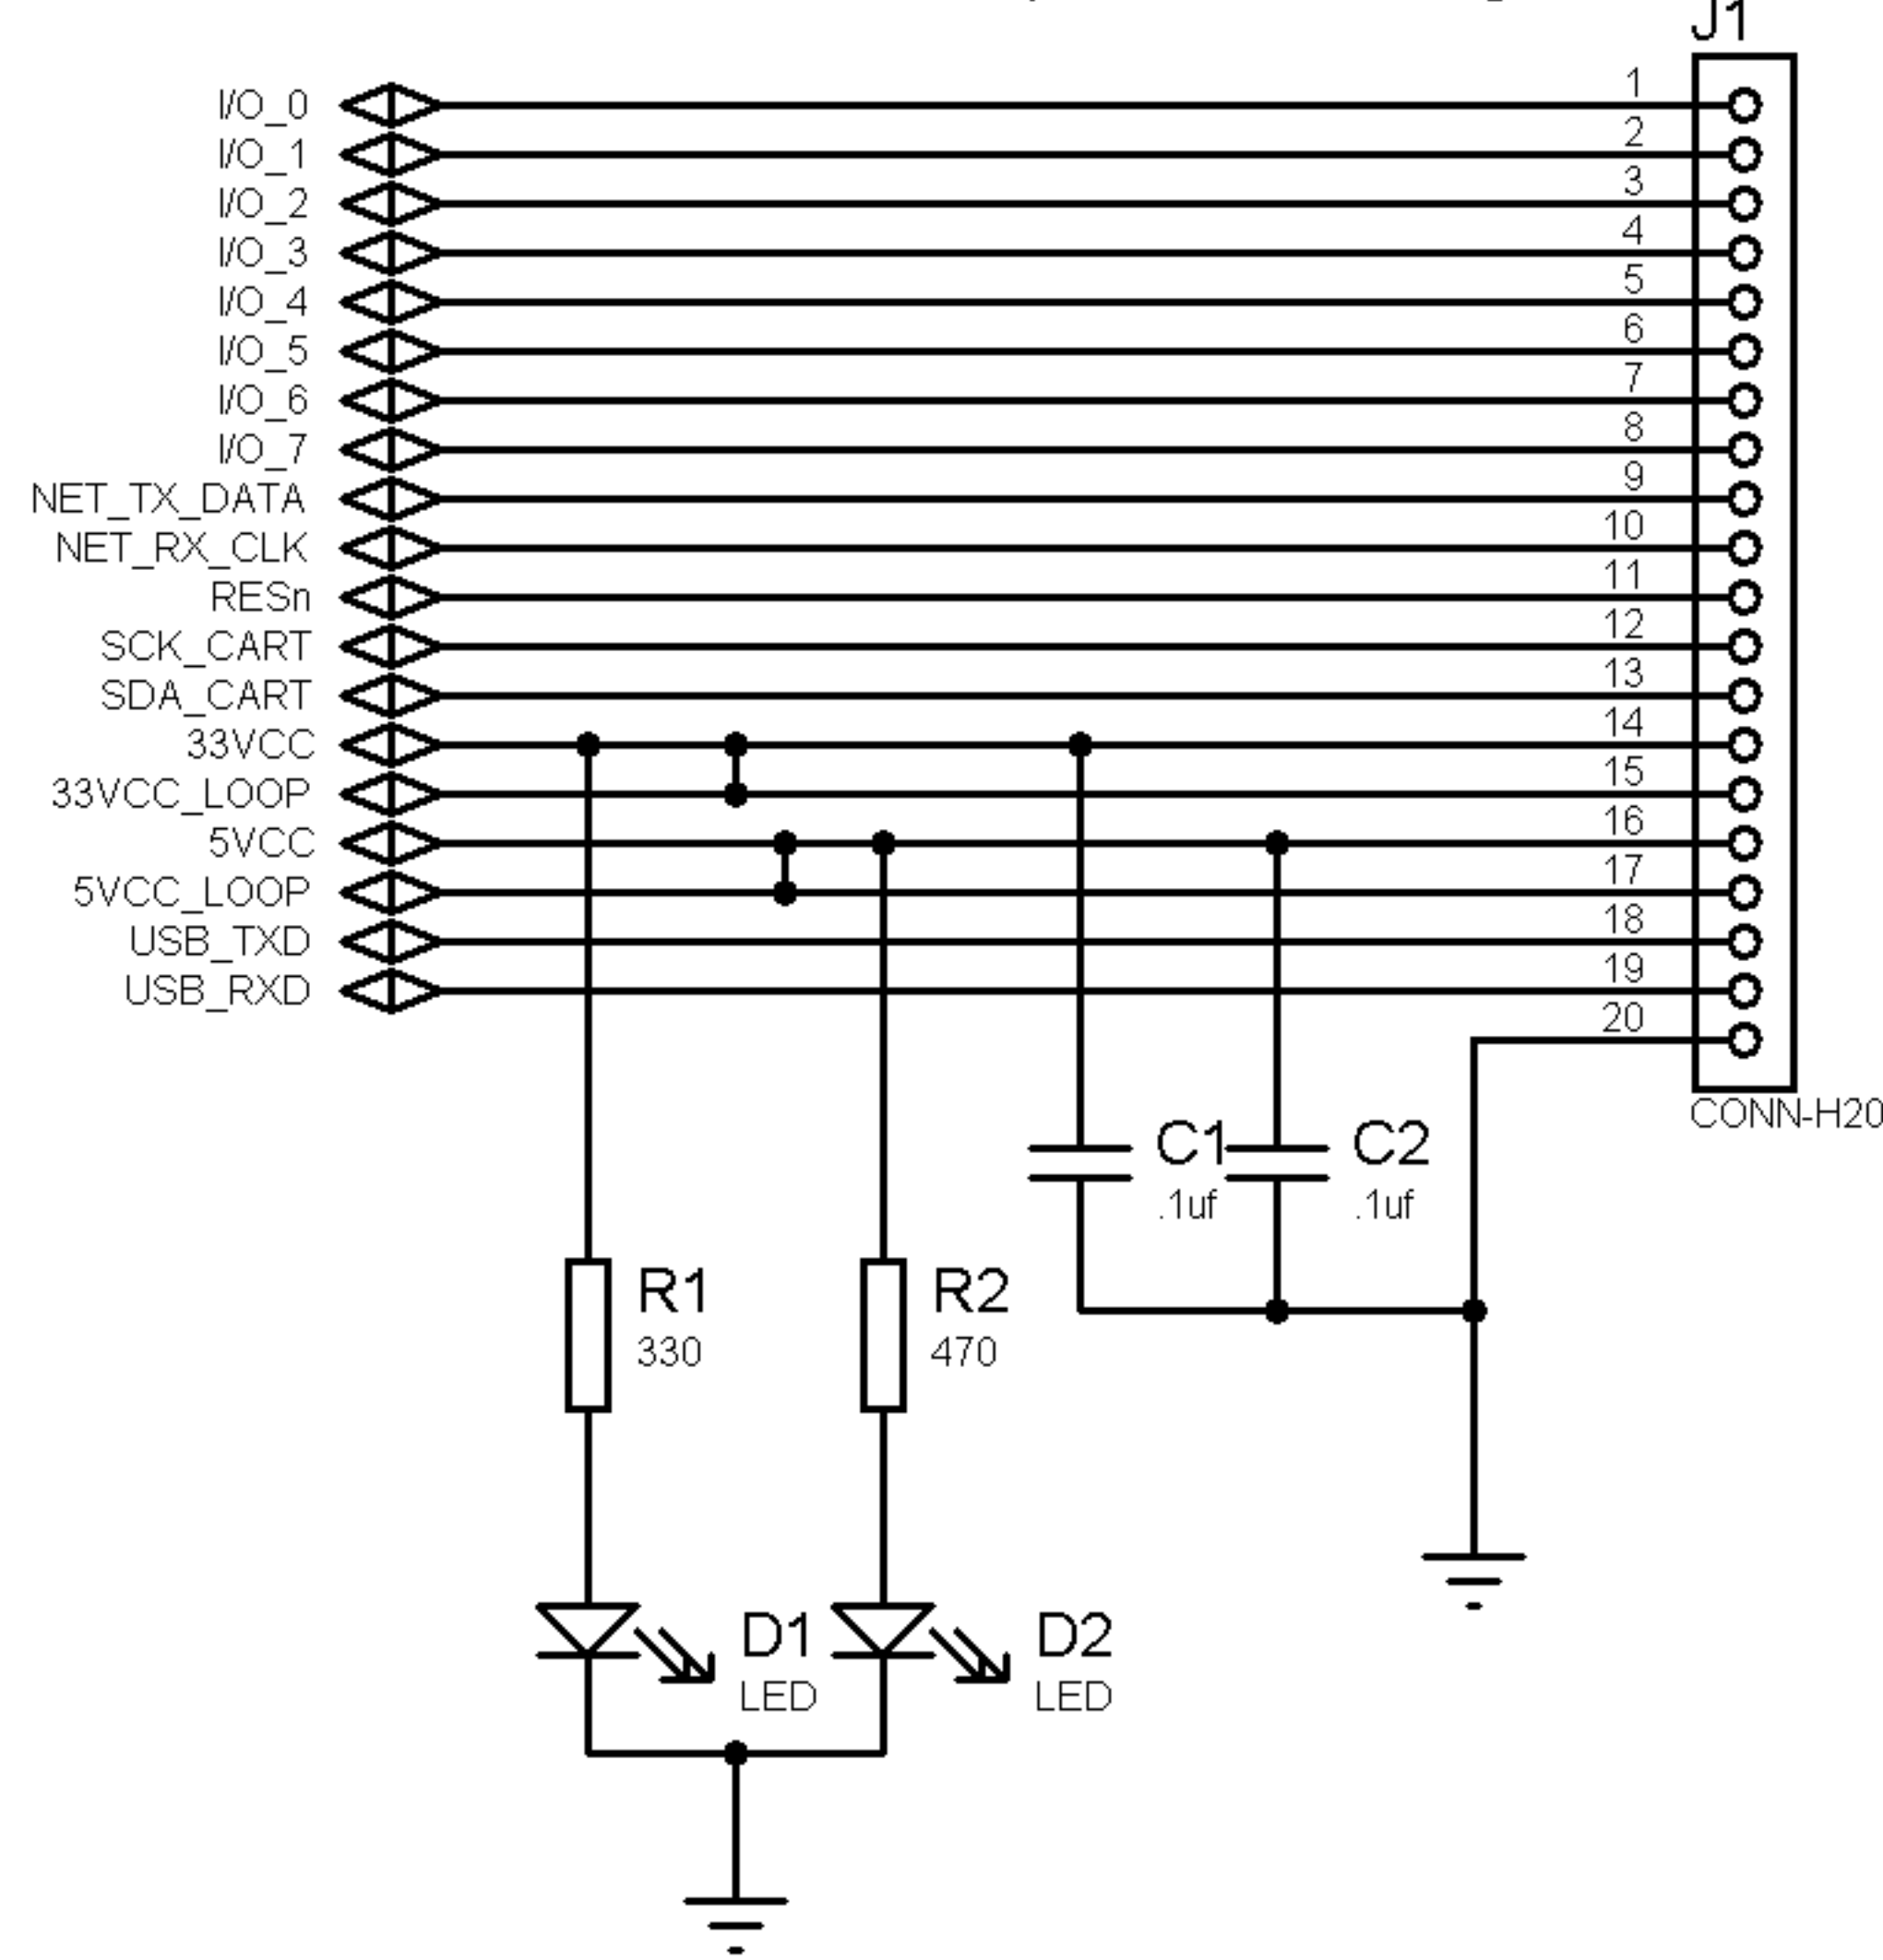 J1
I/O_0 1
I/O_1 2
I/O_2 3
I/O_3 4
I/O_4 5
I/O_5 6
I/O_6 7
I/O_7 8
NET_TX_DATA 9
NET_RX_CLK 10
RESn 11
SCK_CART 12
SDA_CART 13
33VCC 14
33VCC_LOOP 15
5VCC 16
5VCC_LOOP 17
USB_TXD 18
USB_RXD 19
20
CONN-H20
C1 C2
.1uf .1uf
R1 R2
330 470
D1 D2
LED LED